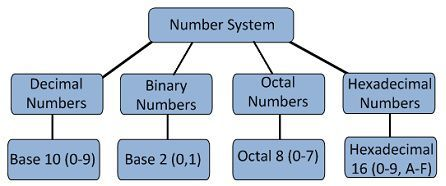 Number System
Decimal
Numbers
Binary
Numbers
Octal
Numbers
Hexadecimal
Numbers
Base 10 (0-9)
Base 2 (0,1)
Octal 8 (0-7)
Hexadecimal
16 (0-9, A-F)